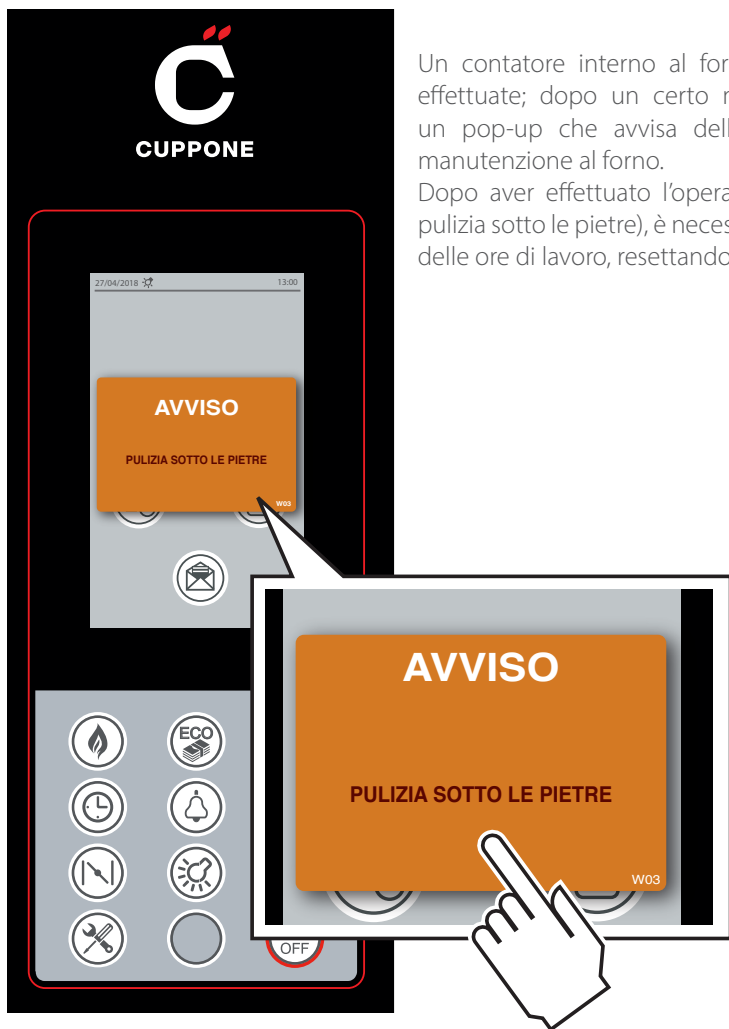 CUPPONE
Un contatore interno al for
effettuate; dopo un certo
un pop-up che avvisa dell
manutenzione al forno.
Dopo aver effettuato l'opera
pulizia sotto le pietre), è neces
delle ore di lavoro, resettando
27/04/2018 13:00
AVVISO
PULIZIA SOTTO LE PIETRE
W03
ECO
AVVISO
PULIZIA SOTTO LE PIETRE
W03
OFF